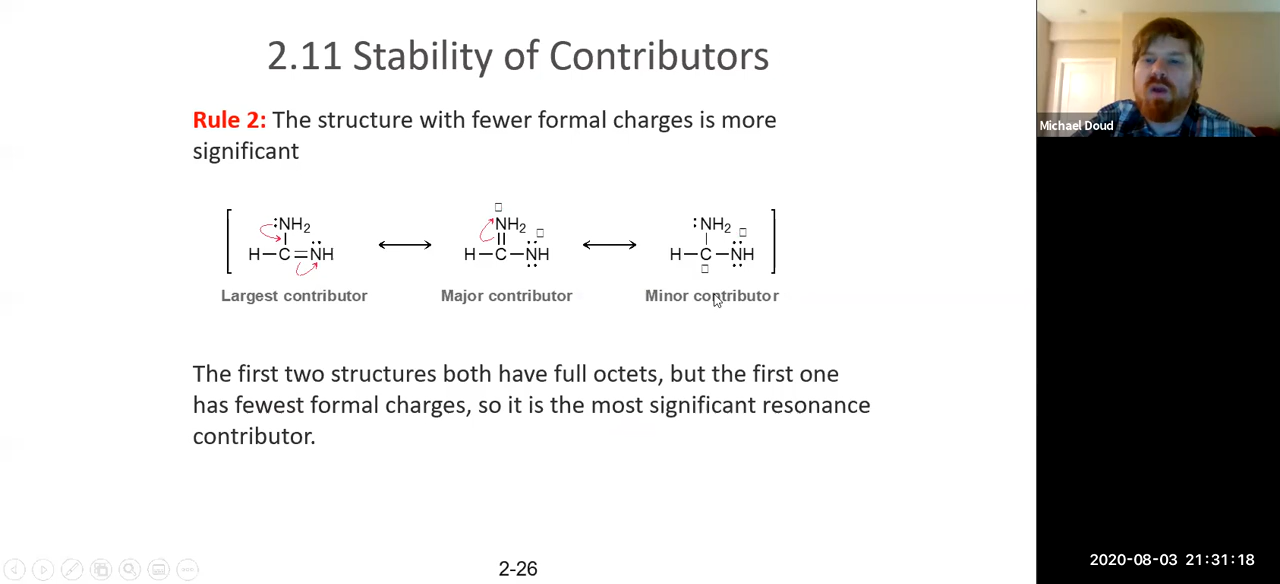 2.11 Stability of Contributors
Michael Doud
Rule 2: The structure with fewer formal charges is more
significant
:NH2 NH2 :NH2
H–C=NH H–C–NH H–C–NH
Largest contributor Major contributor Minor contributor
The first two structures both have full octets, but the first one
has fewest formal charges, so it is the most significant resonance
contributor.
2-26
2020-08-03 21:31:18